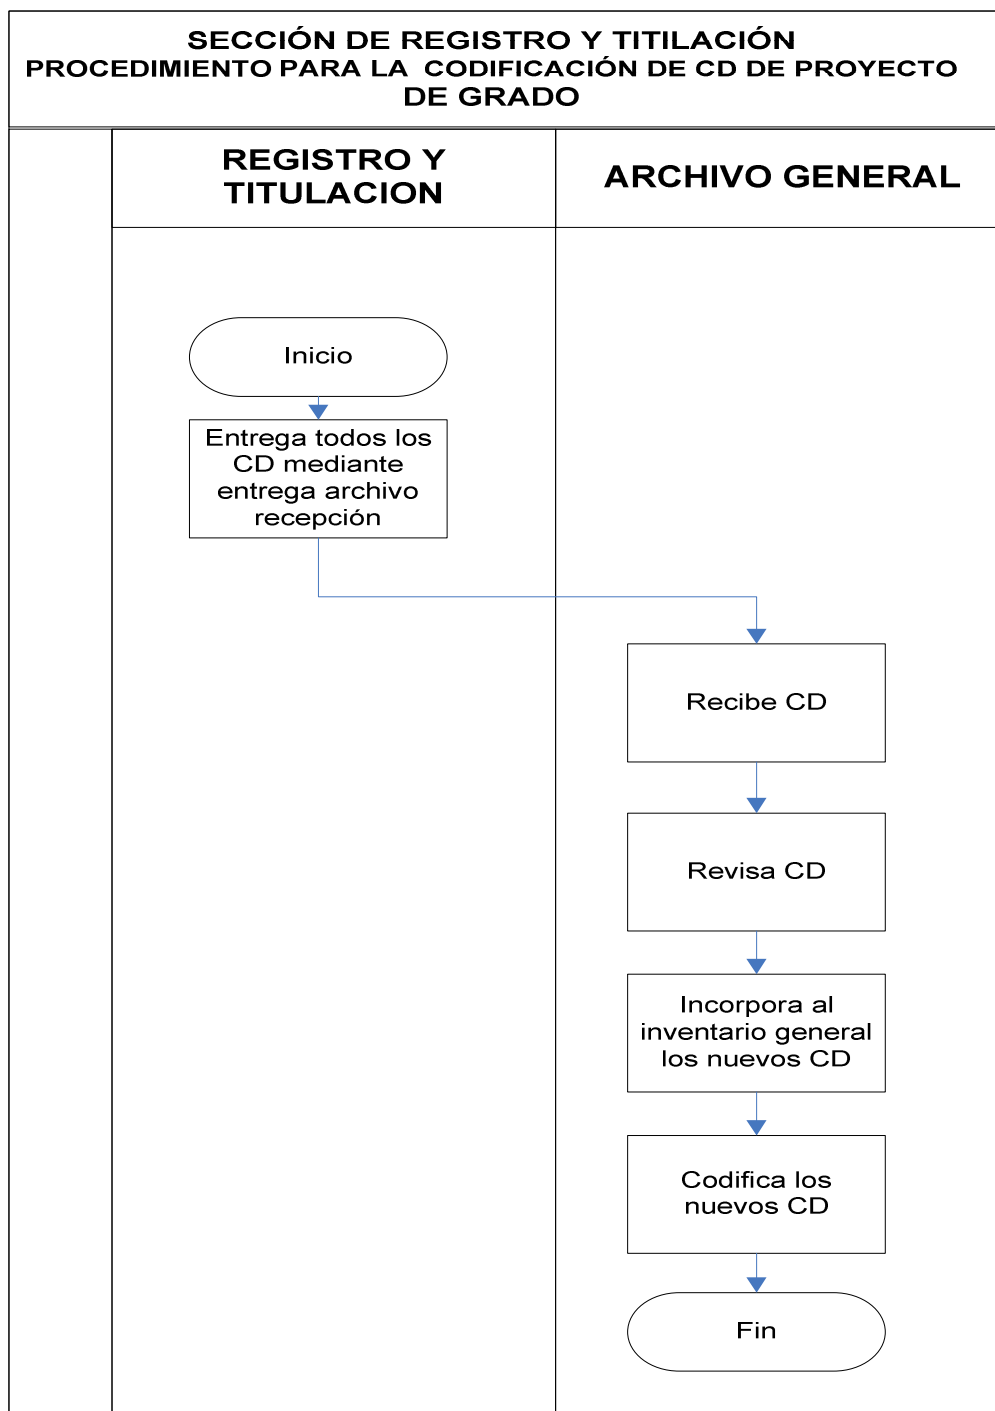 SECCIÓN DE REGISTRO Y TITILACIÓN
PROCEDIMIENTO PARA LA CODIFICACIÓN DE CD DE PROYECTO
DE GRADO
REGISTRO Y
TITULACION
ARCHIVO GENERAL
Inicio
Entrega todos los
CD mediante
entrega archivo
recepción
Recibe CD
Revisa CD
Incorpora al
inventario general
los nuevos CD
Codifica los
nuevos CD
Fin